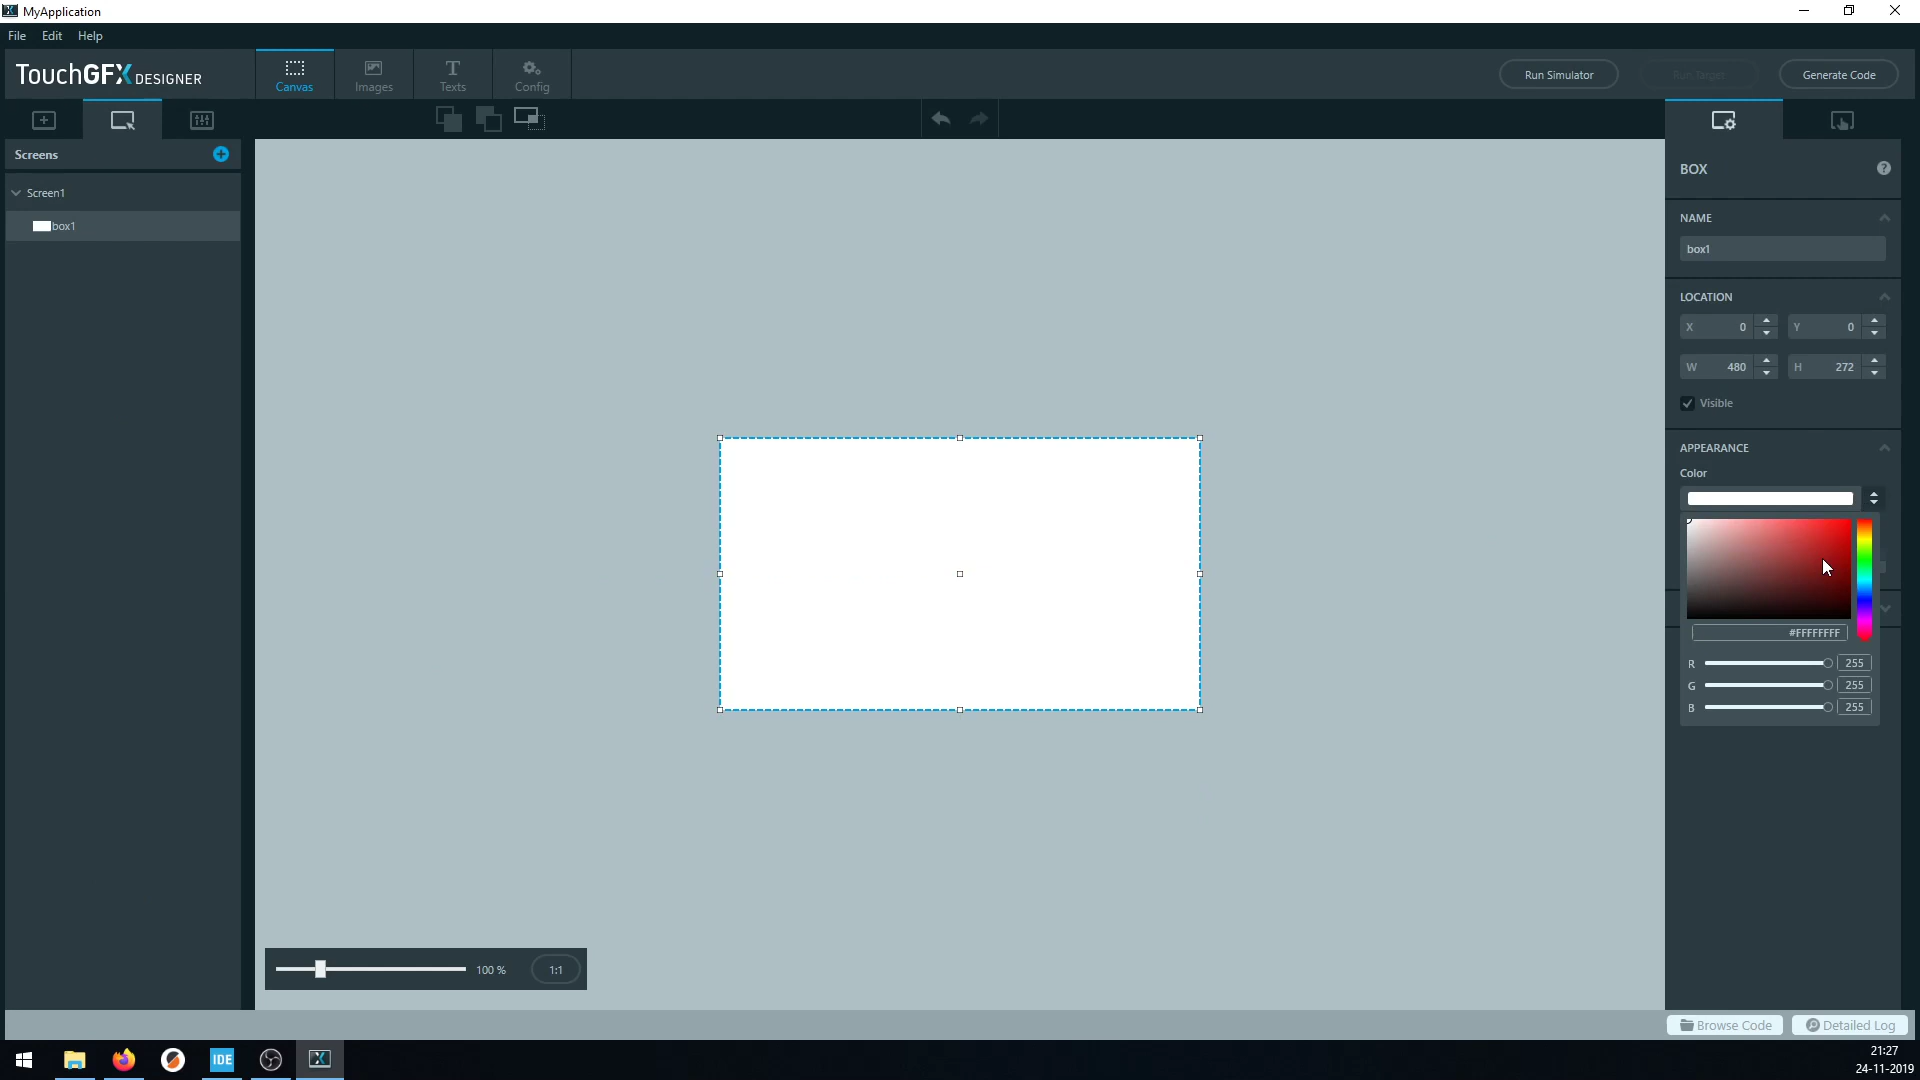 MyApplication
File Edit Help
TouchGFX DESIGNER
Canvas
Images
Texts
Config
Run Simulator
Run Target
Generate Code
Screens
Screen1
box1
BOX
?
NAME
box1
LOCATION
X 0 Y 0
W 480 H 272
Visible
APPEARANCE
Color
#FFFFFFFF
R 255
G 255
B 255
100 %
1:1
Browse Code
Detailed Log
IDE
21:27
24-11-2019